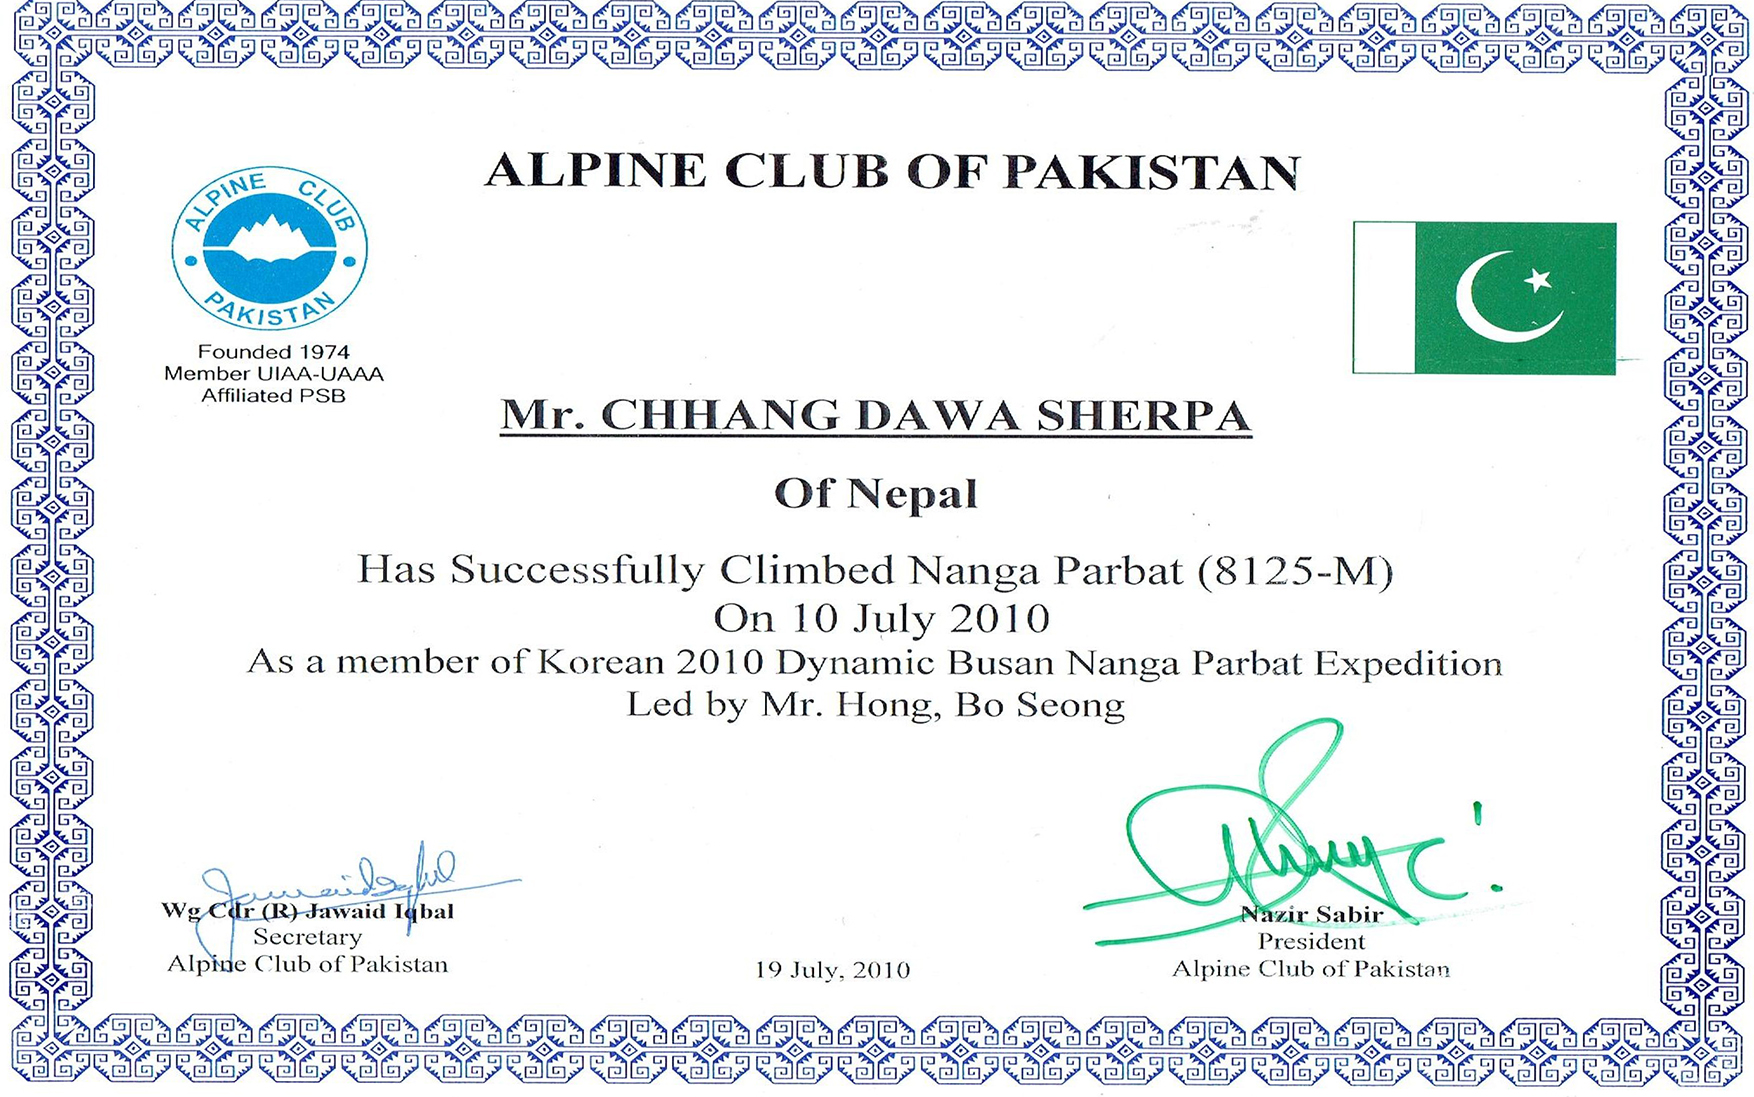 ALPINE CLUB OF PAKISTAN
ALPINE CLUB
PAKISTAN
Founded 1974
Member UIAA-UAAA
Affiliated PSB
Mr. CHHANG DAWA SHERPA
Of Nepal
Has Successfully Climbed Nanga Parbat (8125-M)
On 10 July 2010
As a member of Korean 2010 Dynamic Busan Nanga Parbat Expedition
Led by Mr. Hong, Bo Seong
Wg Cdr (R) Jawaid Iqbal
Secretary
Alpine Club of Pakistan
19 July, 2010
Nazir Sabir
President
Alpine Club of Pakistan